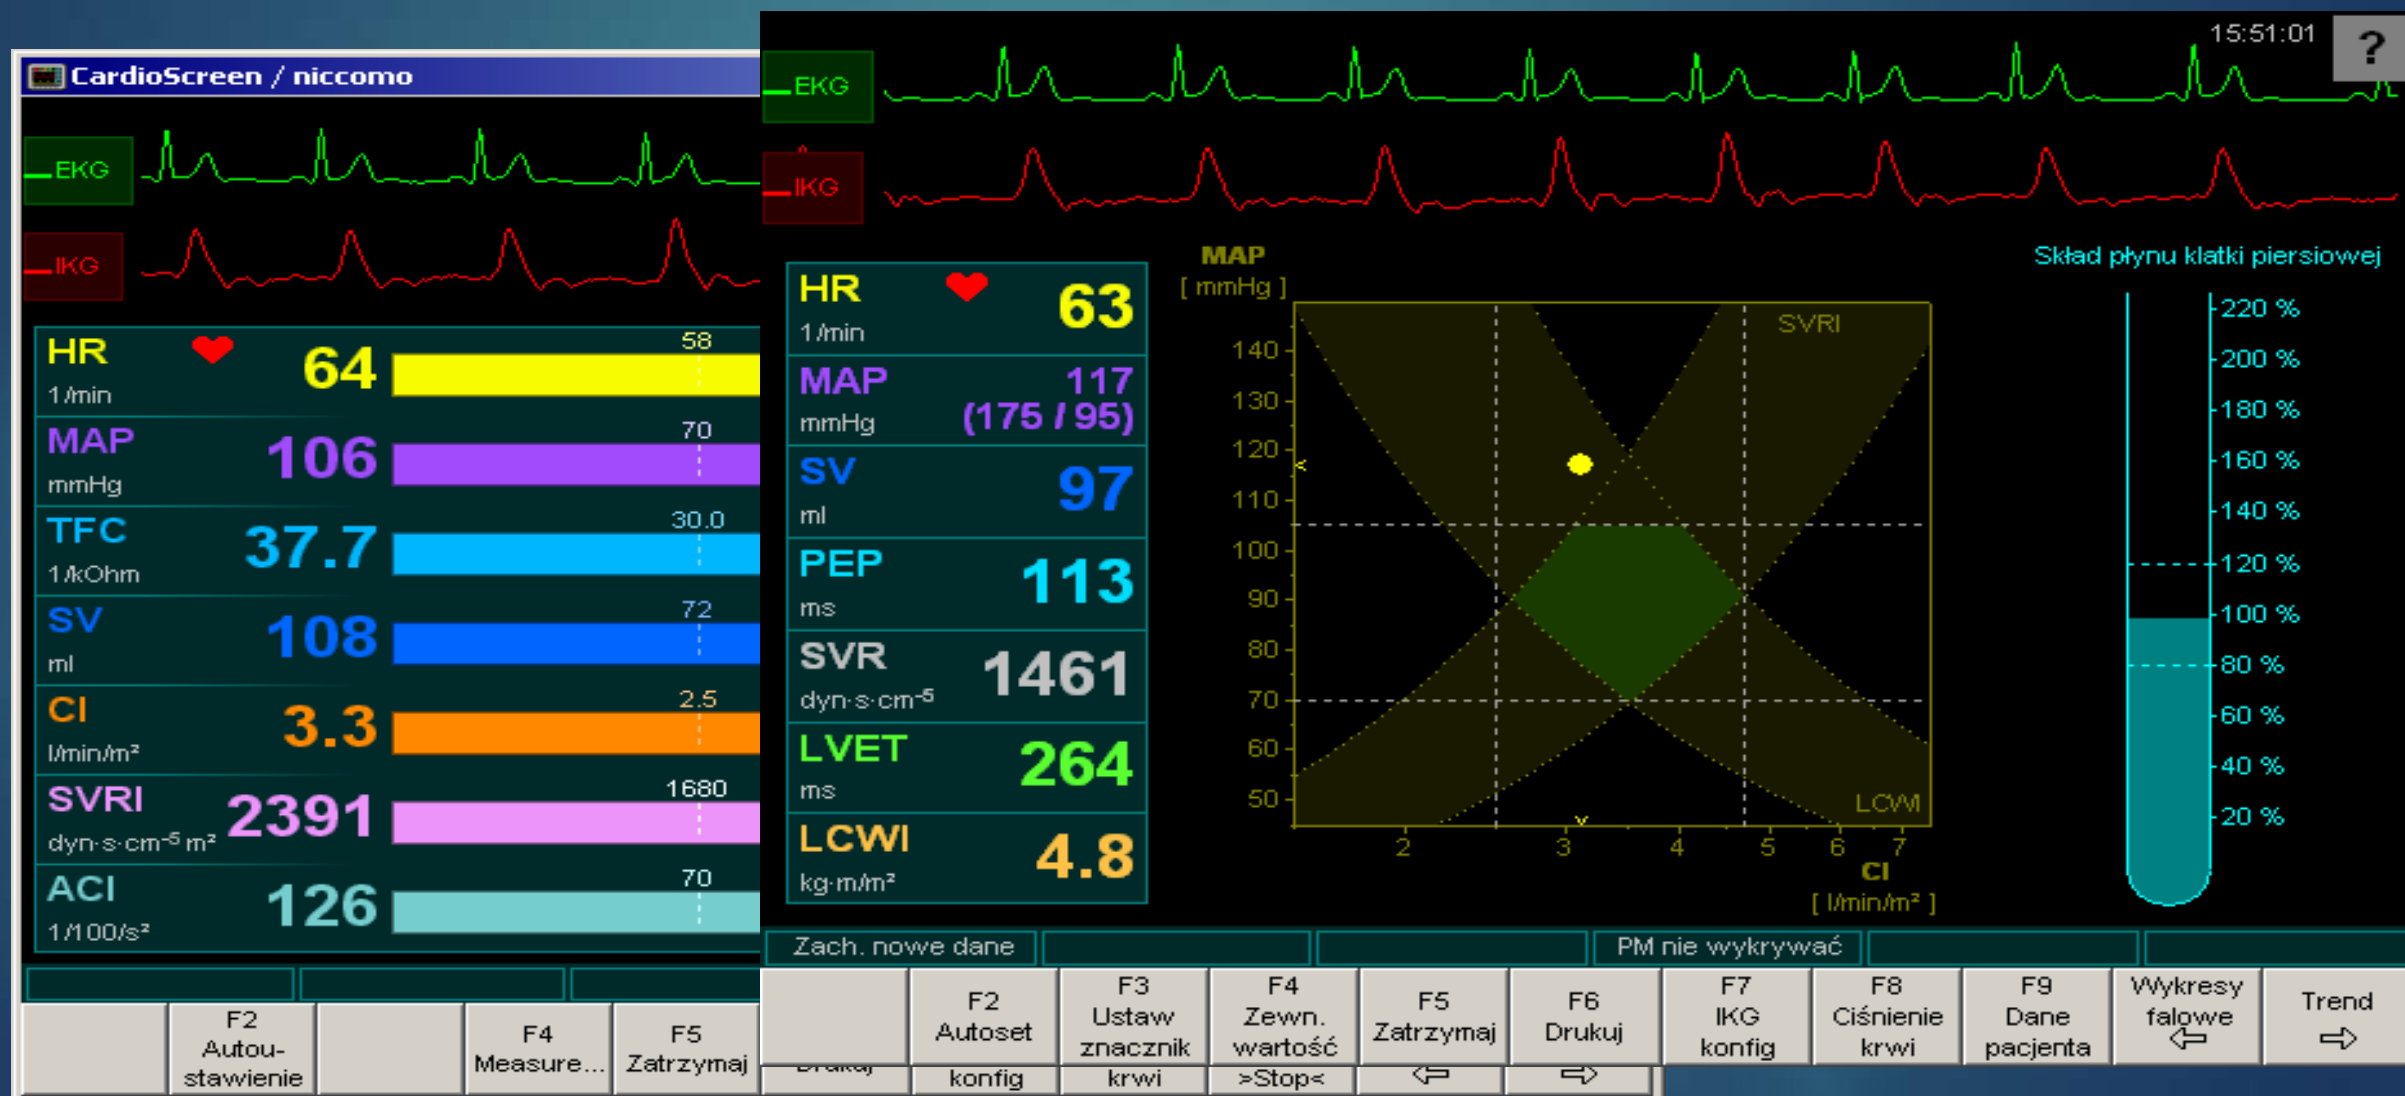 CardioScreen / niccomo
EKG
IKG
58
HR
64
1/min
70
MAP
106
mmHg
30.0
TFC
37.7
1/kOhm
72
SV
108
ml
2.5
CI
3.3
l/min/m²
1680
SVRI
2391
dyn·s·cm⁻⁵ m²
70
ACI
126
1/100/s²
F2
Autou-
stawienie
F4
Measure...
F5
Zatrzymaj
15:51:01
?
EKG
IKG
HR
63
1/min
MAP
117
mmHg
(175 / 95)
SV
97
ml
PEP
113
ms
SVR
1461
dyn·s·cm⁻⁵
LVET
264
ms
LCWI
4.8
kg·m/m²
MAP
[ mmHg ]
SVRI
140
130
120
110
100
90
80
70
60
50
LCWI
2 3 4 5 6 7
CI
[ l/min/m² ]
Skład płynu klatki piersiowej
220 %
200 %
180 %
160 %
140 %
120 %
100 %
80 %
60 %
40 %
20 %
Zach. nowe dane
PM nie wykrywać
F2
Autoset
F3
Ustaw
znacznik
F4
Zewn.
wartość
F5
Zatrzymaj
F6
Drukuj
F7
IKG
konfig
F8
Ciśnienie
krwi
F9
Dane
pacjenta
Wykresy
falowe
Trend
konfig
krwi
>Stop<